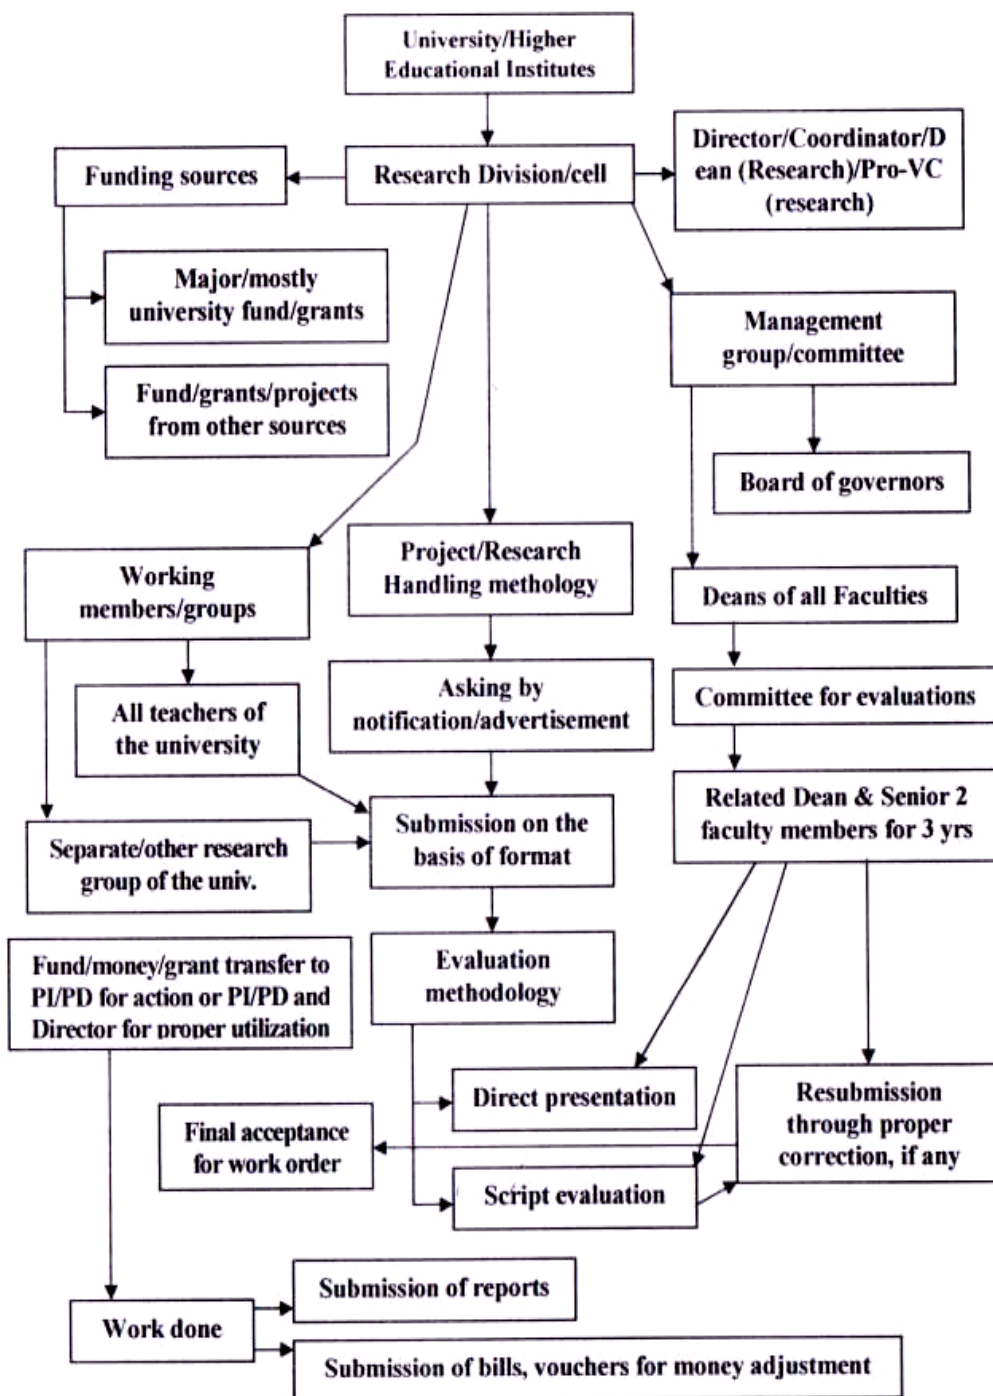 University/Higher
Educational Institutes
Director/Coordinator/D
ean (Research)/Pro-VC
(research)
Funding sources
Research Division/cell
Major/mostly
university fund/grants
Management
group/committee
Fund/grants/projects
from other sources
Board of governors
Working
members/groups
Project/Research
Handling methology
Deans of all Faculties
All teachers of
the university
Asking by
notification/advertisement
Committee for evaluations
Separate/other research
group of the univ.
Submission on the
basis of format
Related Dean & Senior 2
faculty members for 3 yrs
Fund/money/grant transfer to
PI/PD for action or PI/PD and
Director for proper utilization
Evaluation
methodology
Direct presentation
Resubmission
through proper
correction, if any
Final acceptance
for work order
Script evaluation
Submission of reports
Work done
Submission of bills, vouchers for money adjustment